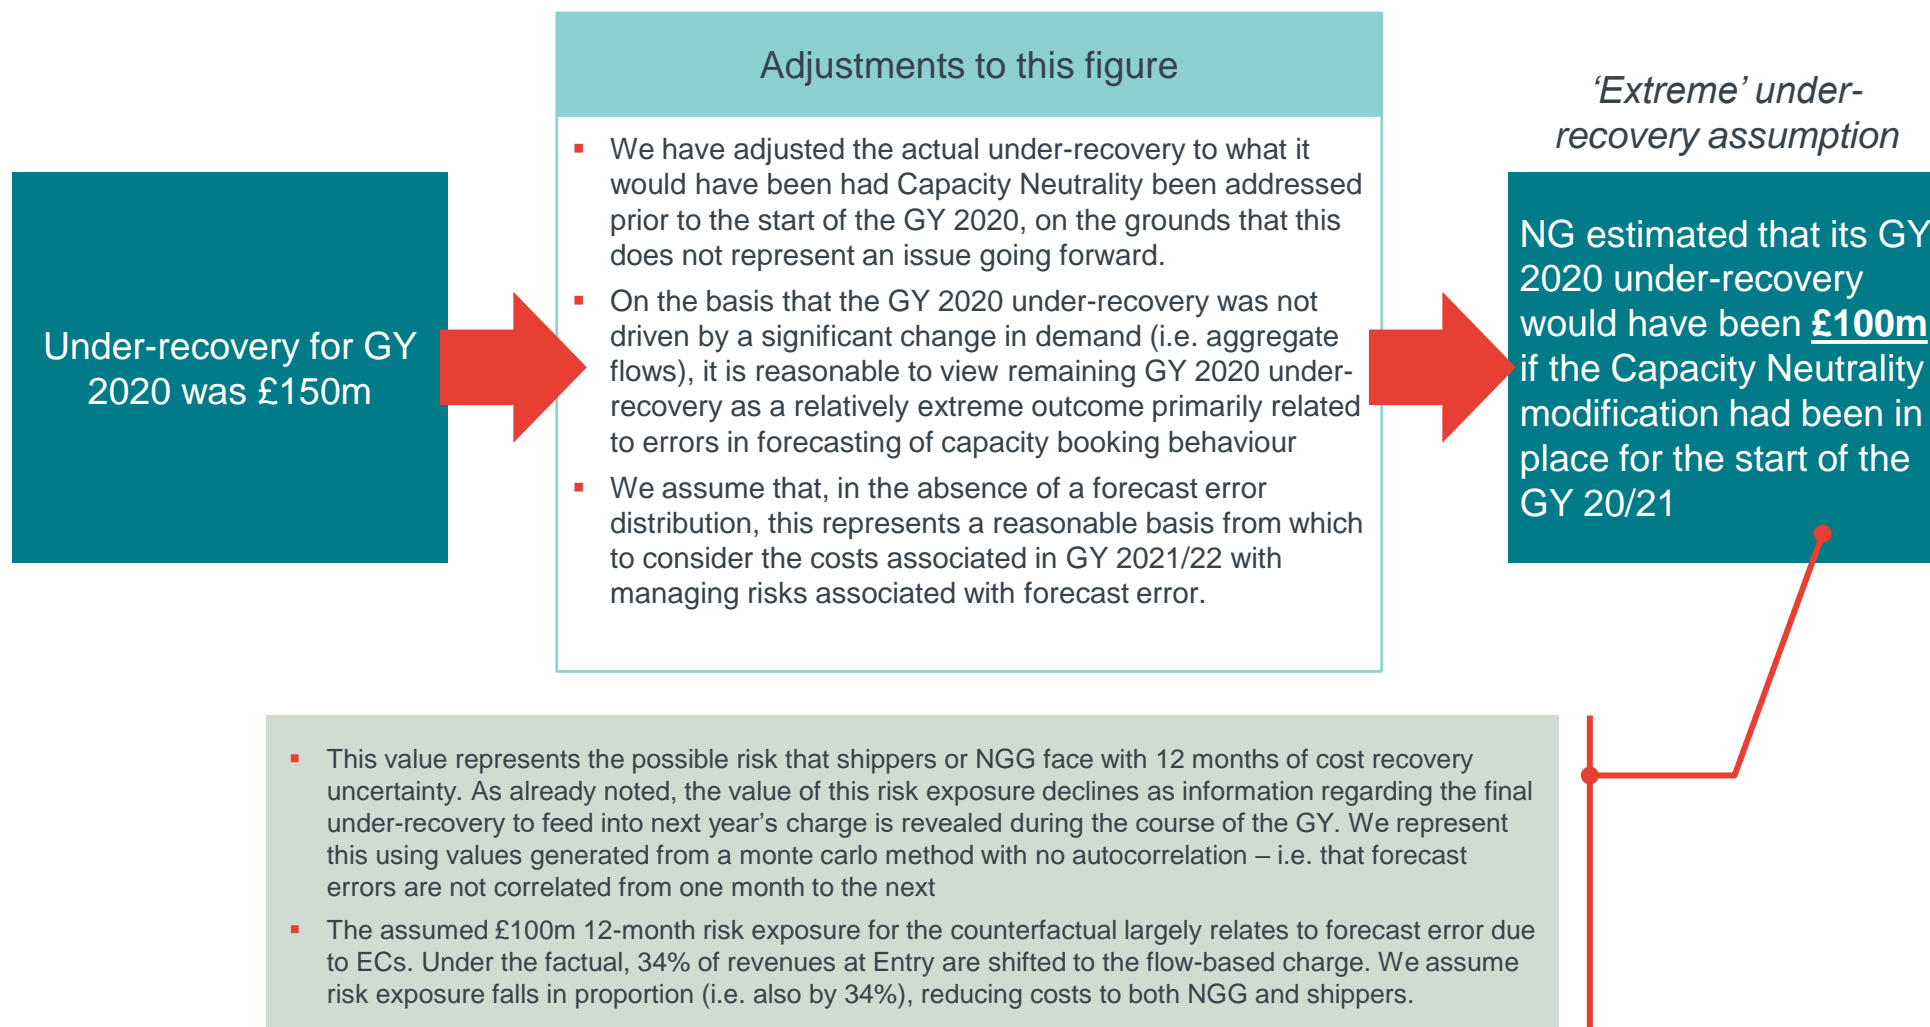 Adjustments to this figure
Under-recovery for GY
2020 was £150m
▪ We have adjusted the actual under-recovery to what it
would have been had Capacity Neutrality been addressed
prior to the start of the GY 2020, on the grounds that this
does not represent an issue going forward.
▪ On the basis that the GY 2020 under-recovery was not
driven by a significant change in demand (i.e. aggregate
flows), it is reasonable to view remaining GY 2020 under-
recovery as a relatively extreme outcome primarily related
to errors in forecasting of capacity booking behaviour
▪ We assume that, in the absence of a forecast error
distribution, this represents a reasonable basis from which
to consider the costs associated in GY 2021/22 with
managing risks associated with forecast error.
‘Extreme’ under-
recovery assumption
NG estimated that its GY
2020 under-recovery
would have been £100m
if the Capacity Neutrality
modification had been in
place for the start of the
GY 20/21
▪ This value represents the possible risk that shippers or NGG face with 12 months of cost recovery
uncertainty. As already noted, the value of this risk exposure declines as information regarding the final
under-recovery to feed into next year’s charge is revealed during the course of the GY. We represent
this using values generated from a monte carlo method with no autocorrelation – i.e. that forecast
errors are not correlated from one month to the next
▪ The assumed £100m 12-month risk exposure for the counterfactual largely relates to forecast error due
to ECs. Under the factual, 34% of revenues at Entry are shifted to the flow-based charge. We assume
risk exposure falls in proportion (i.e. also by 34%), reducing costs to both NGG and shippers.